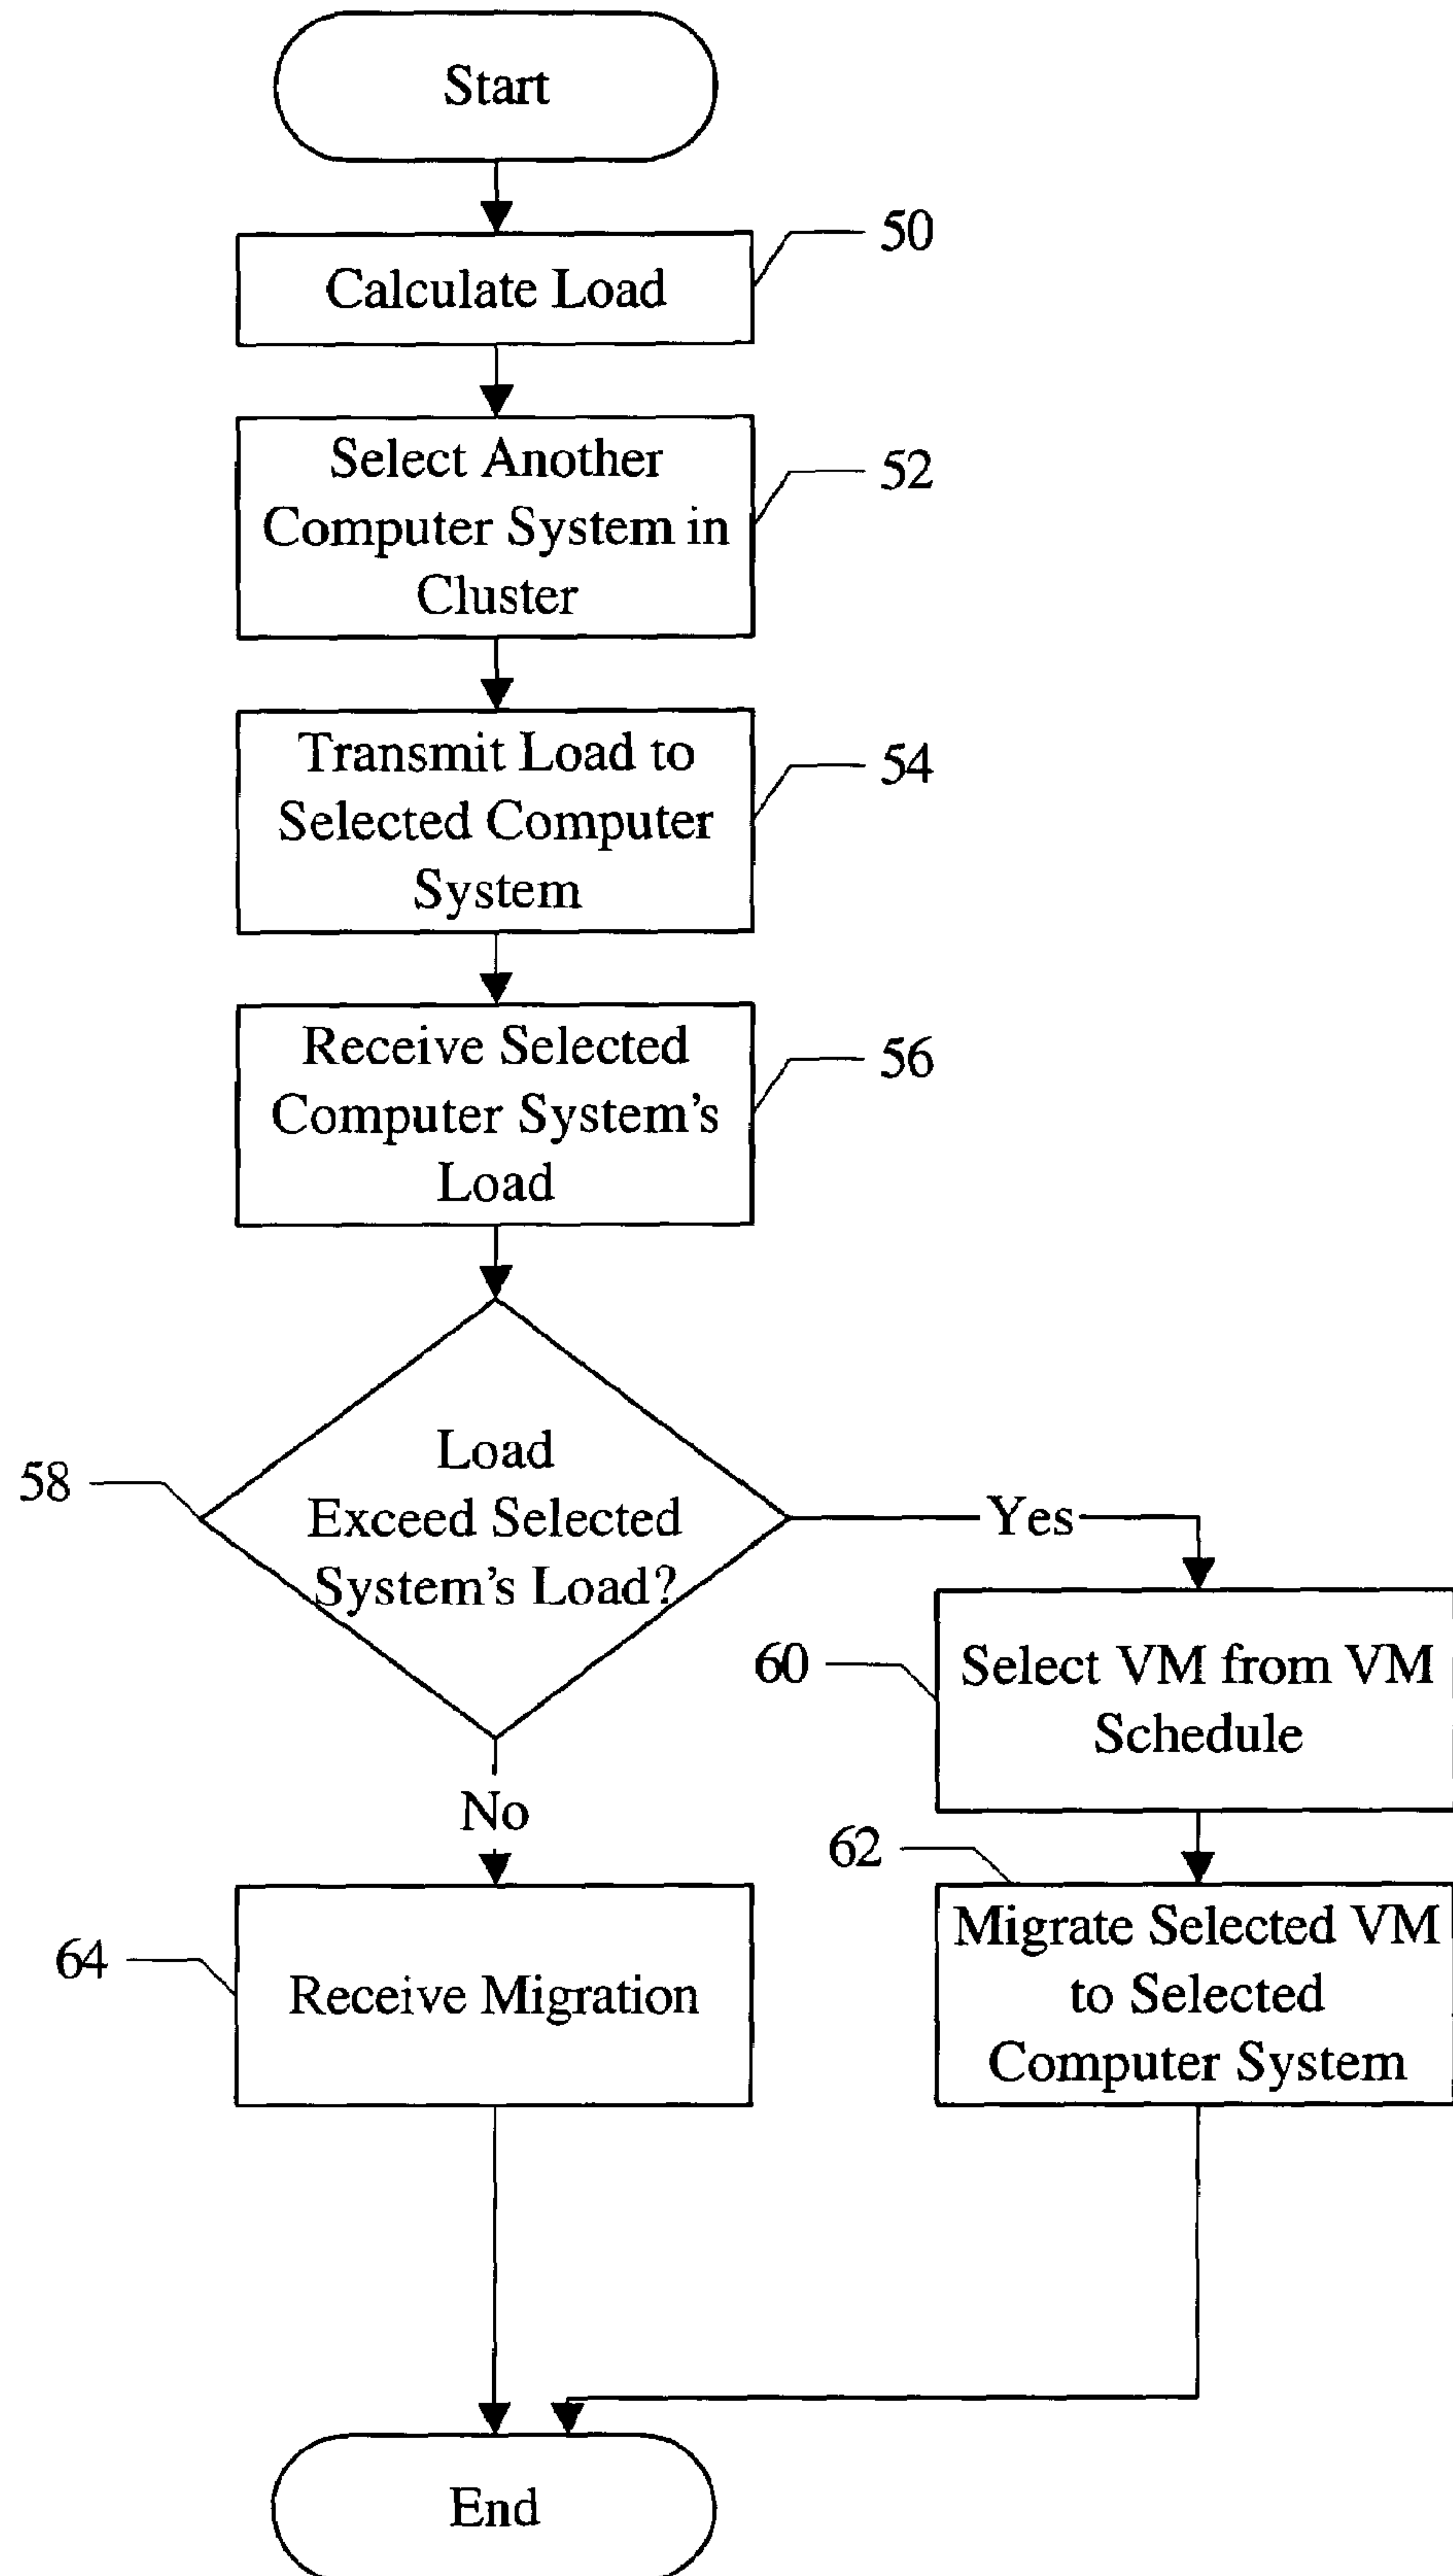 Start
50
Calculate Load
52
Select Another
Computer System in
Cluster
54
Transmit Load to
Selected Computer
System
56
Receive Selected
Computer System's
Load
58
Load
Exceed Selected
System's Load?
Yes
60
Select VM from VM
Schedule
No
62
Migrate Selected VM
to Selected
Computer System
64
Receive Migration
End